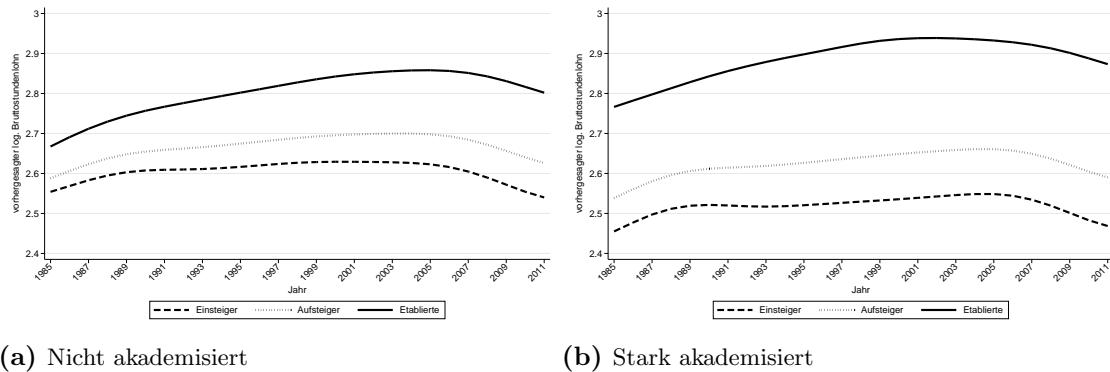 3
2.9
2.8
2.7
2.6
2.5
2.4
vorhergesagter log. Bruttostundenlohn
1985 1987 1989 1991 1993 1995 1997 1999 2001 2003 2005 2007 2009 2011
Jahr
Einsteiger Aufsteiger Etablierte
(a) Nicht akademisiert
3
2.9
2.8
2.7
2.6
2.5
2.4
vorhergesagter log. Bruttostundenlohn
1985 1987 1989 1991 1993 1995 1997 1999 2001 2003 2005 2007 2009 2011
Jahr
Einsteiger Aufsteiger Etablierte
(b) Stark akademisiert